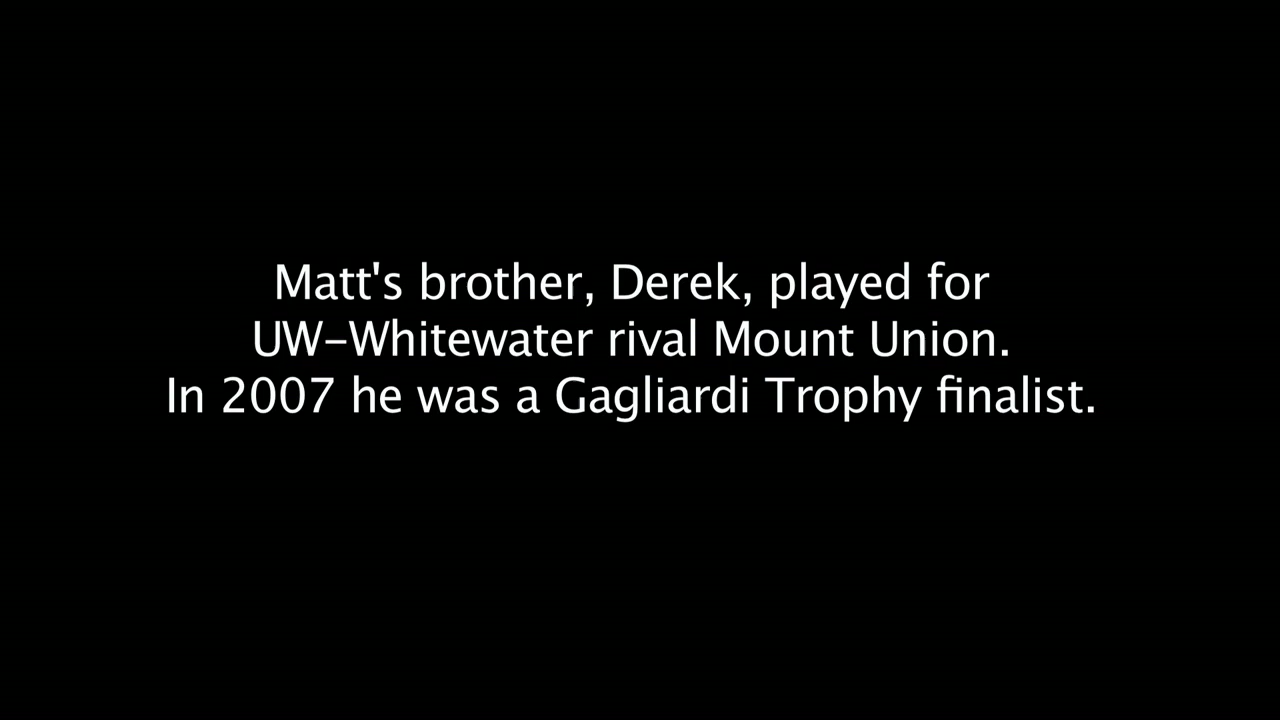 Matt's brother, Derek, played for
UW–Whitewater rival Mount Union.
In 2007 he was a Gagliardi Trophy finalist.